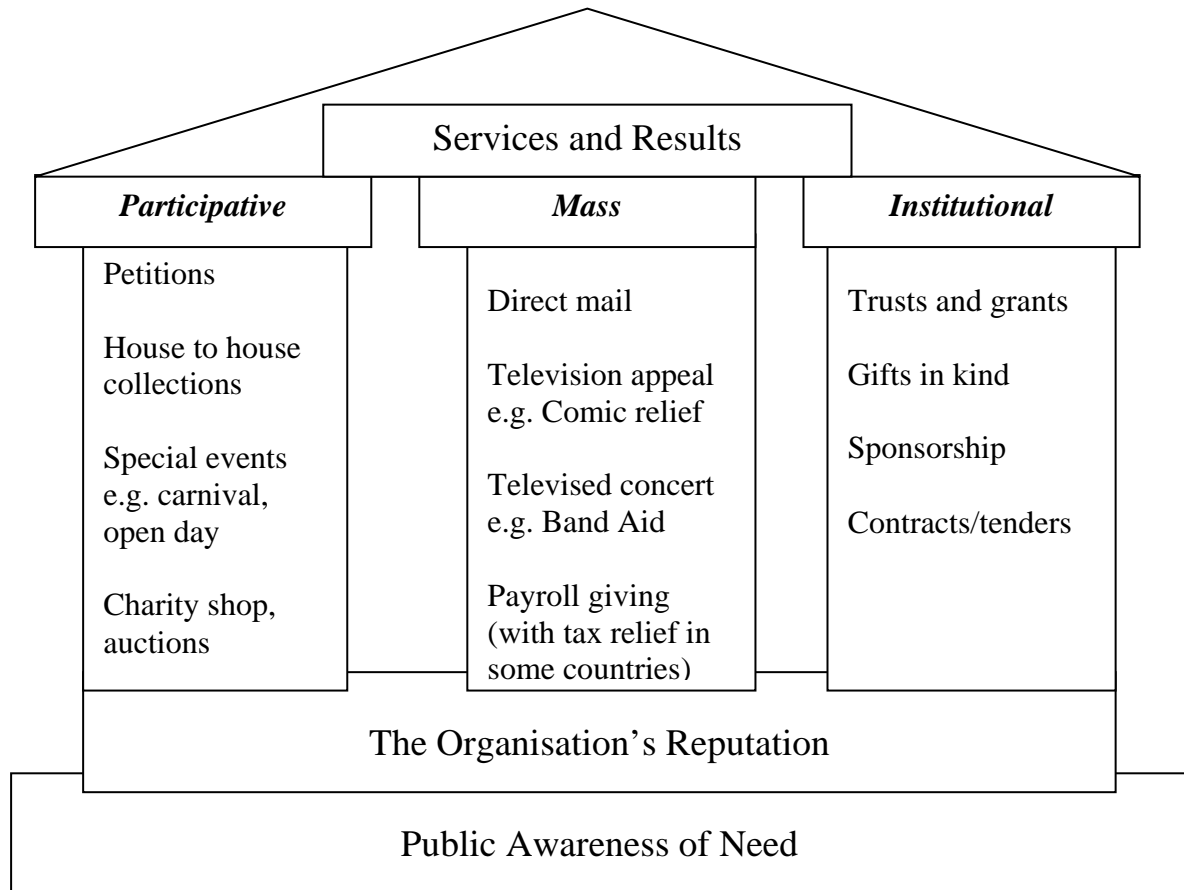 Services and Results
Participative
Petitions
House to house
collections
Special events
e.g. carnival,
open day
Charity shop,
auctions
Mass
Direct mail
Television appeal
e.g. Comic relief
Televised concert
e.g. Band Aid
Payroll giving
(with tax relief in
some countries)
Institutional
Trusts and grants
Gifts in kind
Sponsorship
Contracts/tenders
The Organisation’s Reputation
Public Awareness of Need